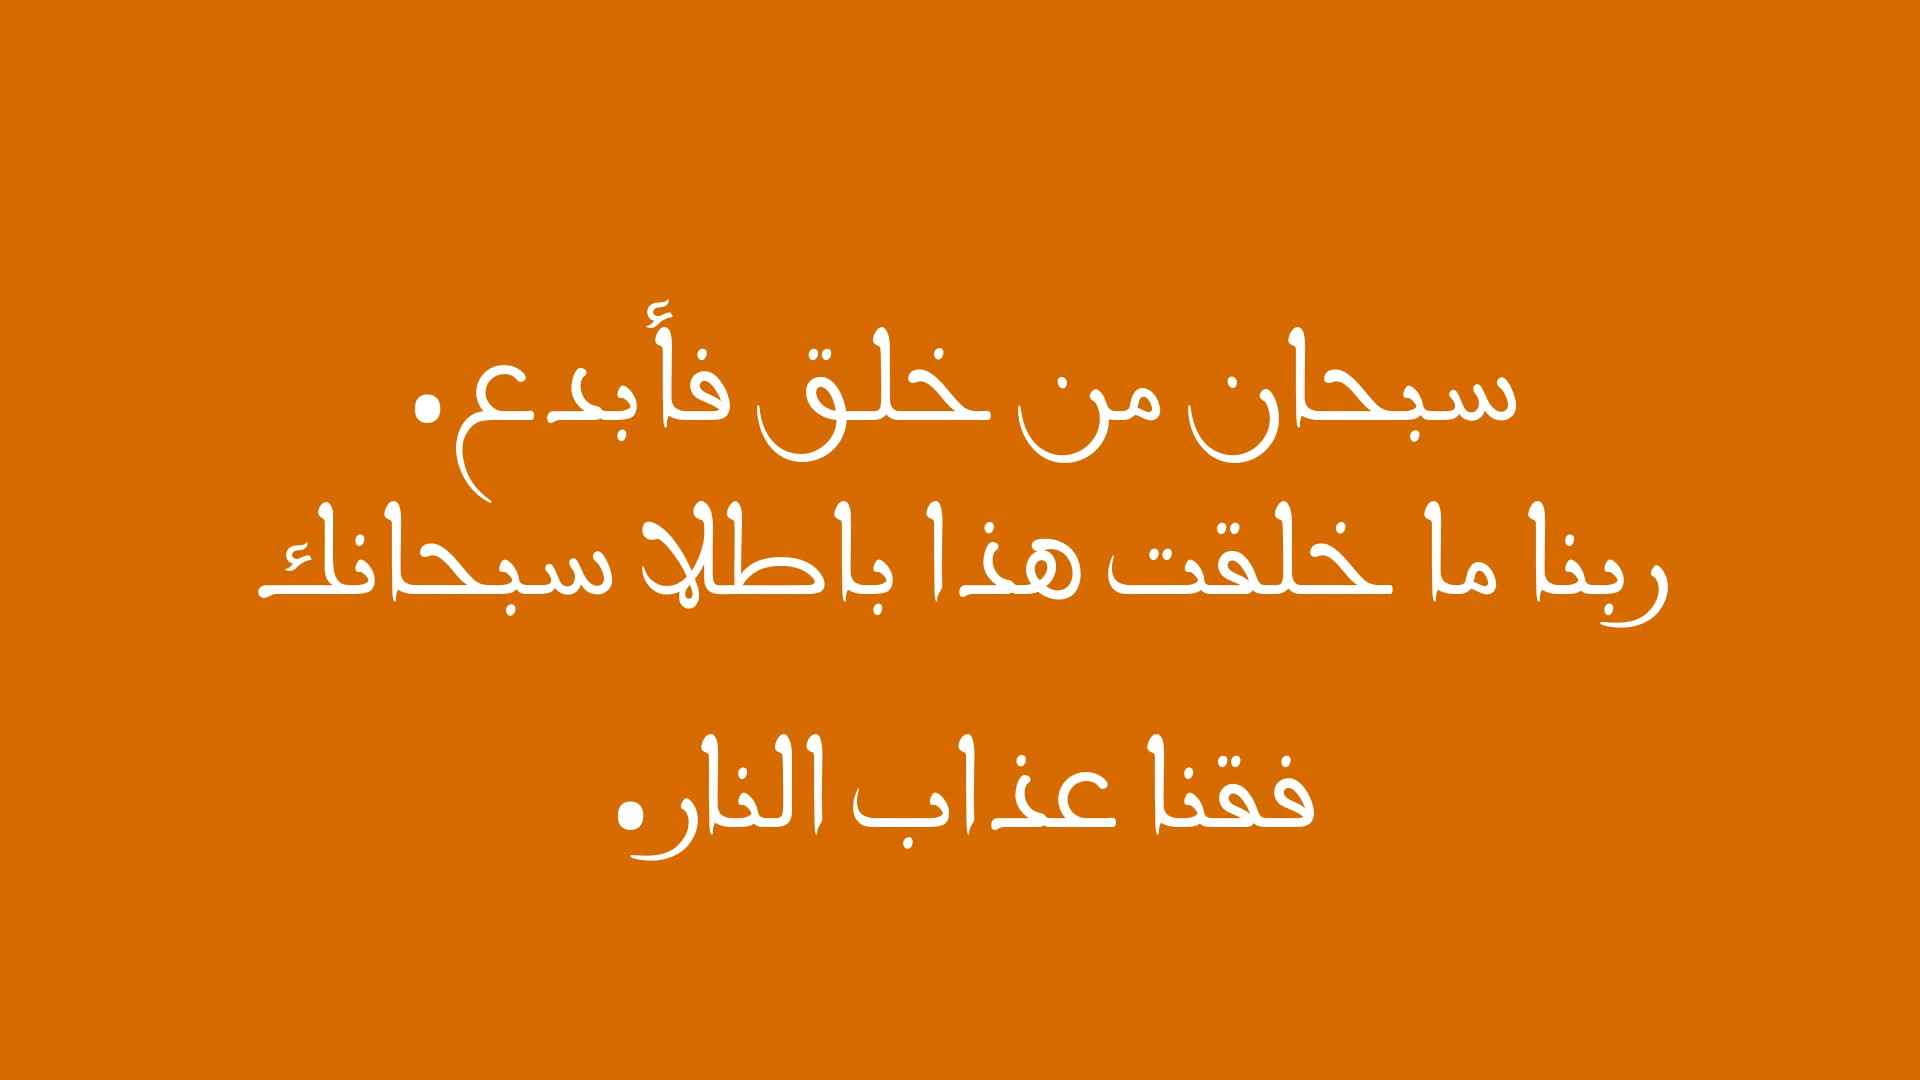 سبحان من خلق فأبدع.
ربنا ما خلقت هذا باطلا سبحانك
فقنا عذاب النار.